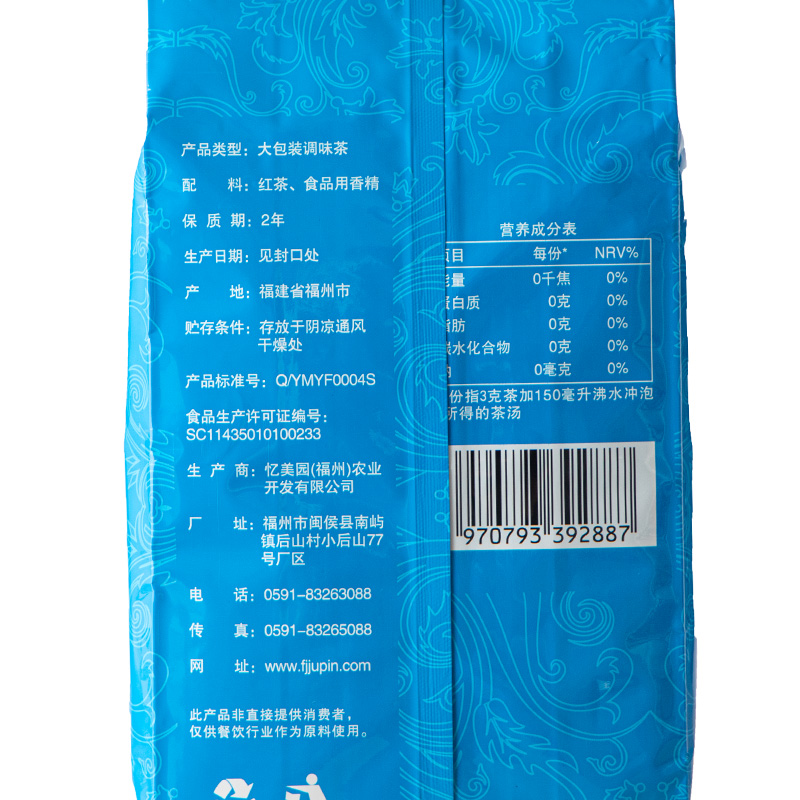 产品类型：大包装调味茶
配　料：红茶、食品用香精
保 质 期：2年
生产日期：见封口处
产　地：福建省福州市
贮存条件：存放于阴凉通风
干燥处
产品标准号：Q/YMYF0004S
食品生产许可证编号：
SC11435010100233
生 产 商：忆美园(福州)农业
开发有限公司
厂　址：福州市闽侯县南屿
镇后山村小后山77
号厂区
电　话：0591-83263088
传　真：0591-83265088
网　址：www.fjjupin.com
此产品非直接提供消费者，
仅供餐饮行业作为原料使用。
营养成分表
目 每份* NRV%
量 0千焦 0%
白质 0克 0%
肪 0克 0%
水化合物 0克 0%
0毫克 0%
份指3克茶加150毫升沸水冲泡
所得的茶汤
970793 392887